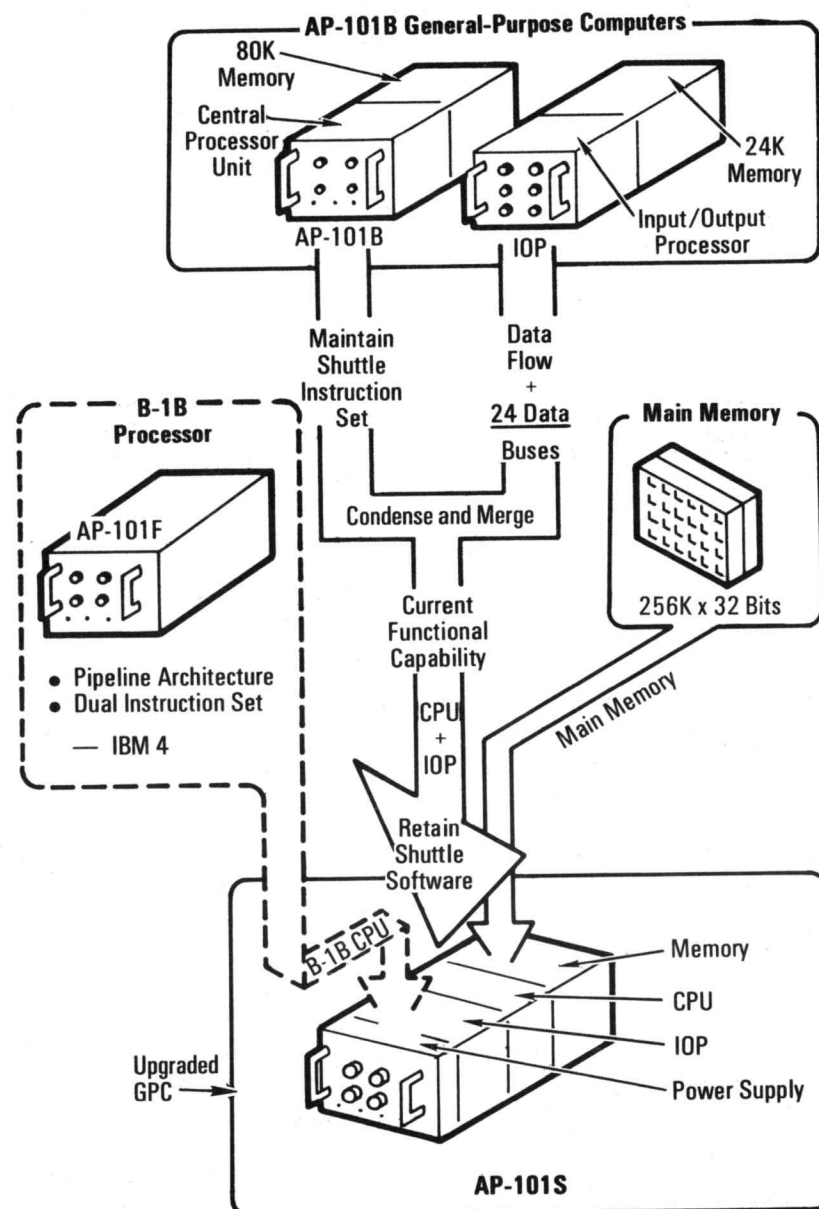 AP-101B General-Purpose Computers
80K
Memory
Central
Processor
Unit
24K
Memory
Input/Output
Processor
AP-101B
IOP
Maintain
Shuttle
Instruction
Set
Data
Flow
+
24 Data
Buses
B-1B
Processor
Main Memory
AP-101F
Condense and Merge
256K x 32 Bits
Current
Functional
Capability
• Pipeline Architecture
• Dual Instruction Set
— IBM 4
CPU
+
IOP
Main Memory
Retain
Shuttle
Software
B-1B CPU
Memory
CPU
IOP
Power Supply
Upgraded
GPC
AP-101S